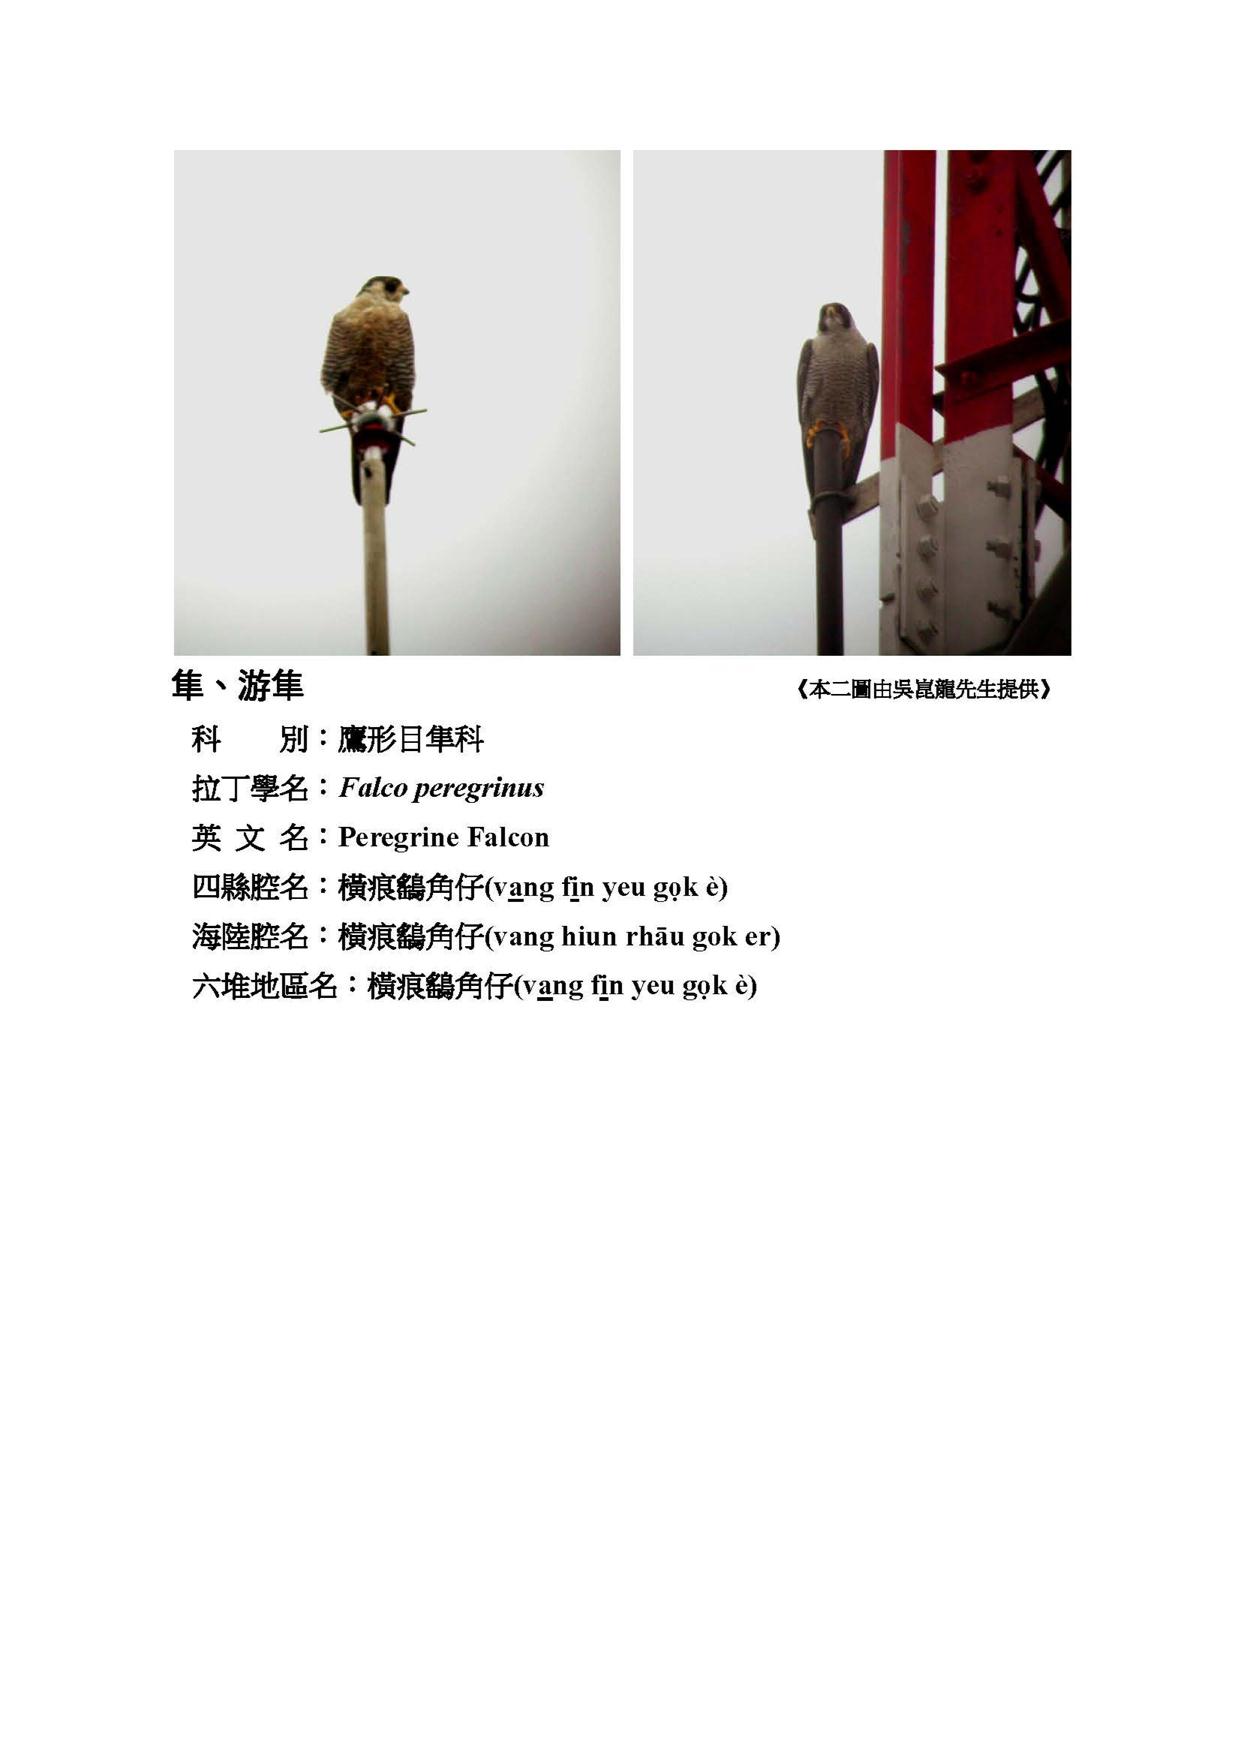 隼、游隼
《本二圖由吳崑龍先生提供》
科　　別：鷹形目隼科
拉丁學名：Falco peregrinus
英 文 名：Peregrine Falcon
四縣腔名：橫痕鷂角仔(va̲ng fi̲n yeu gọk è)
海陸腔名：橫痕鷂角仔(vang hiun rhāu gok er)
六堆地區名：橫痕鷂角仔(va̲ng fi̲n yeu gọk è)